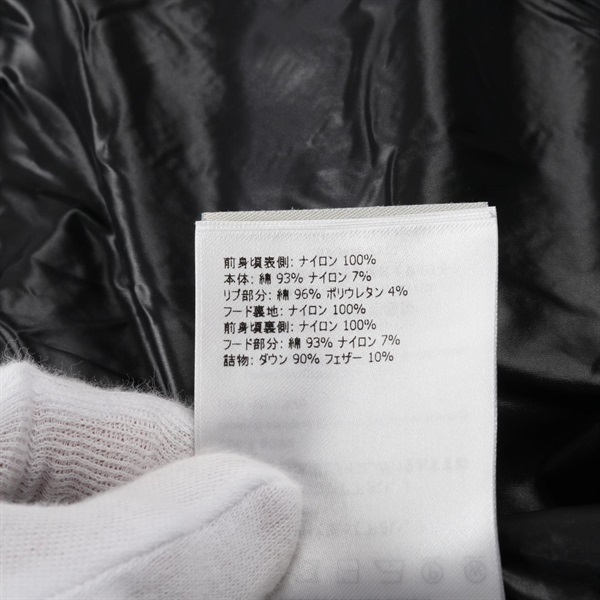 前身頃表側: ナイロン 100%
本体: 綿 93% ナイロン 7%
リブ部分: 綿 96% ポリウレタン 4%
フード裏地: ナイロン 100%
前身頃裏側: ナイロン 100%
フード部分: 綿 93% ナイロン 7%
詰物: ダウン 90% フェザー 10%